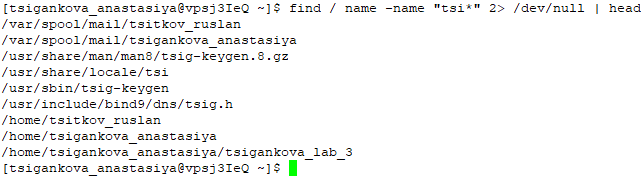 [tsigankova_anastasiya@vpsj3IeQ ~]$ find / name -name "tsi*" 2> /dev/null | head
/var/spool/mail/tsitkov_ruslan
/var/spool/mail/tsigankova_anastasiya
/usr/share/man/man8/tsig-keygen.8.gz
/usr/share/locale/tsi
/usr/sbin/tsig-keygen
/usr/include/bind9/dns/tsig.h
/home/tsitkov_ruslan
/home/tsigankova_anastasiya
/home/tsigankova_anastasiya/tsigankova_lab_3
[tsigankova_anastasiya@vpsj3IeQ ~]$